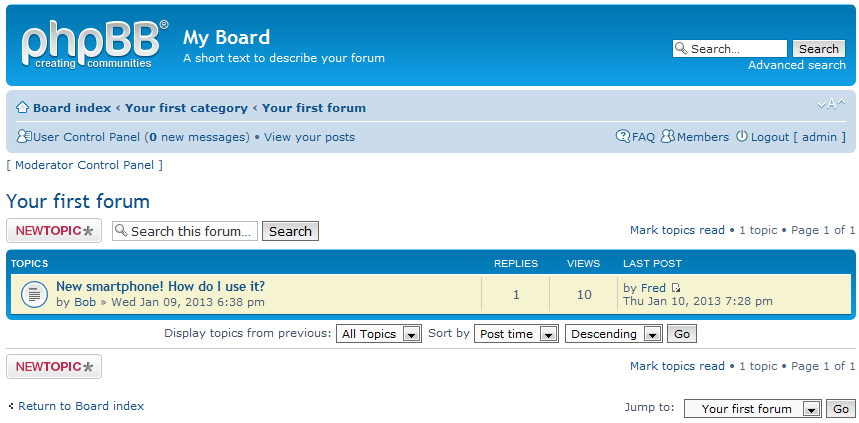 phpBB®
creating communities
My Board
A short text to describe your forum
Search…
Search
Advanced search
Board index ‹ Your first category ‹ Your first forum
A
User Control Panel (0 new messages) • View your posts
FAQ Members Logout [ admin ]
[ Moderator Control Panel ]
Your first forum
NEWTOPIC*
Search this forum…
Search
Mark topics read • 1 topic • Page 1 of 1
TOPICS REPLIES VIEWS LAST POST
New smartphone! How do I use it?
by Bob » Wed Jan 09, 2013 6:38 pm
1
10
by Fred
Thu Jan 10, 2013 7:28 pm
Display topics from previous: All Topics Sort by Post time Descending Go
NEWTOPIC*
Mark topics read • 1 topic • Page 1 of 1
Return to Board index
Jump to: Your first forum Go